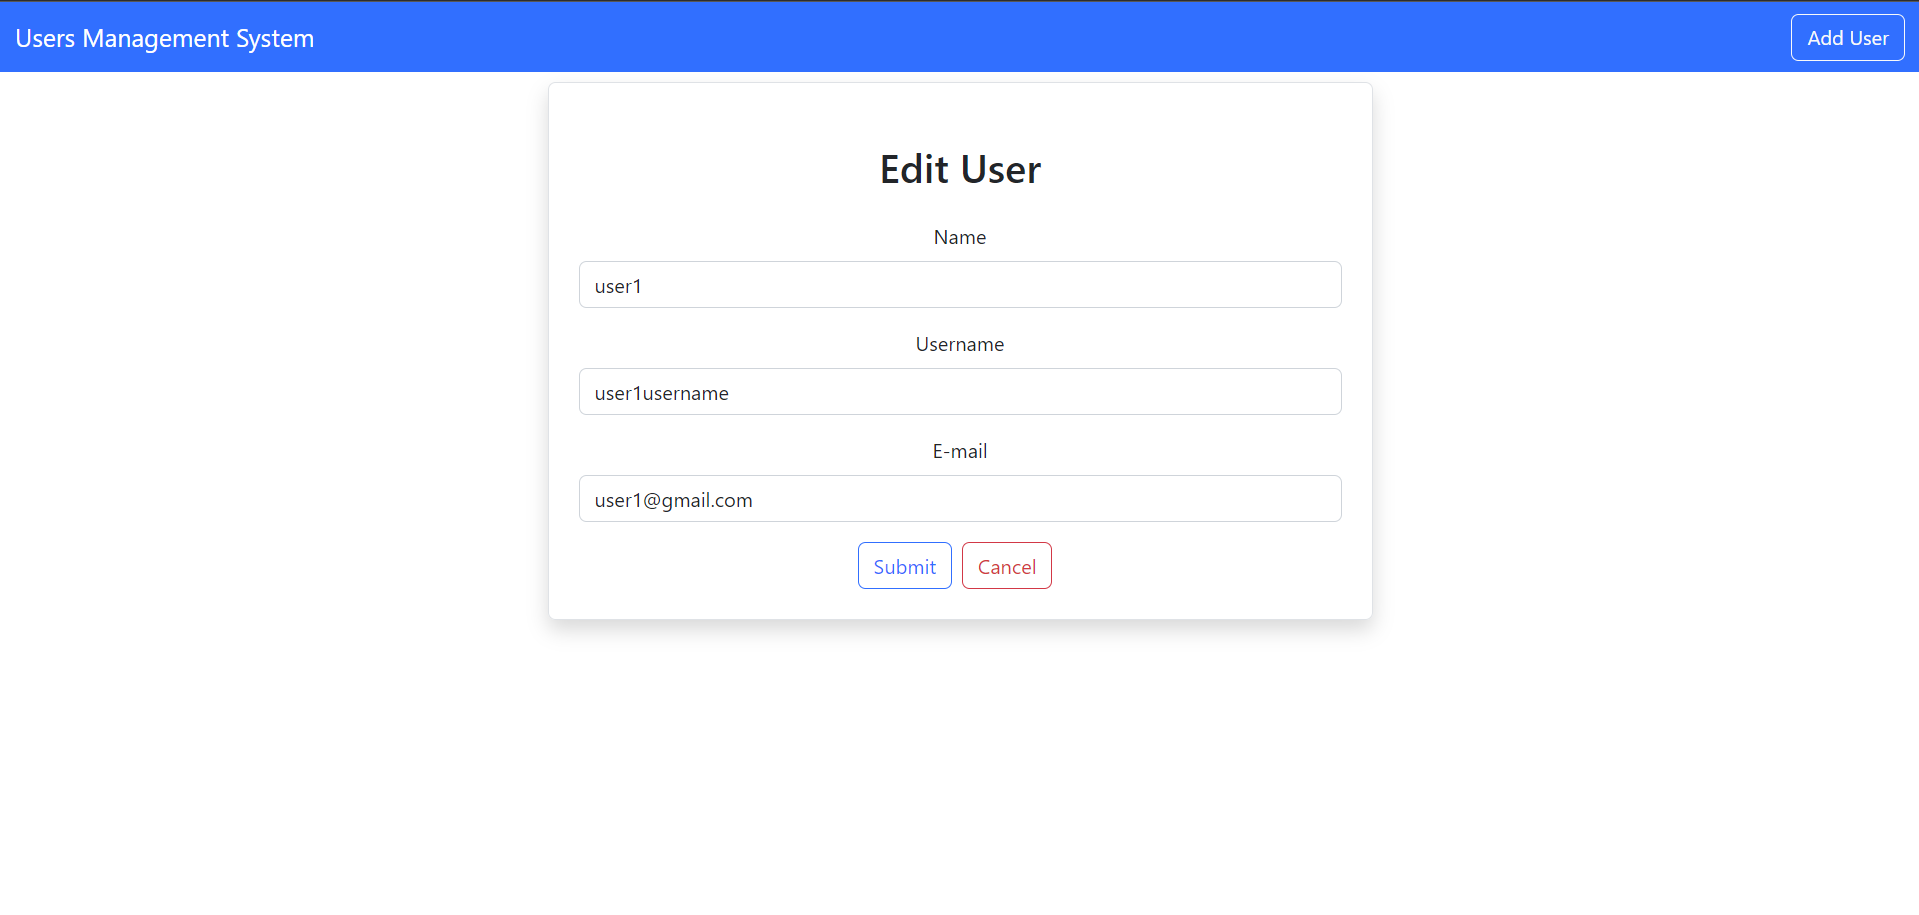 Users Management System
Add User
Edit User
Name
user1
Username
user1username
E-mail
user1@gmail.com
Submit Cancel